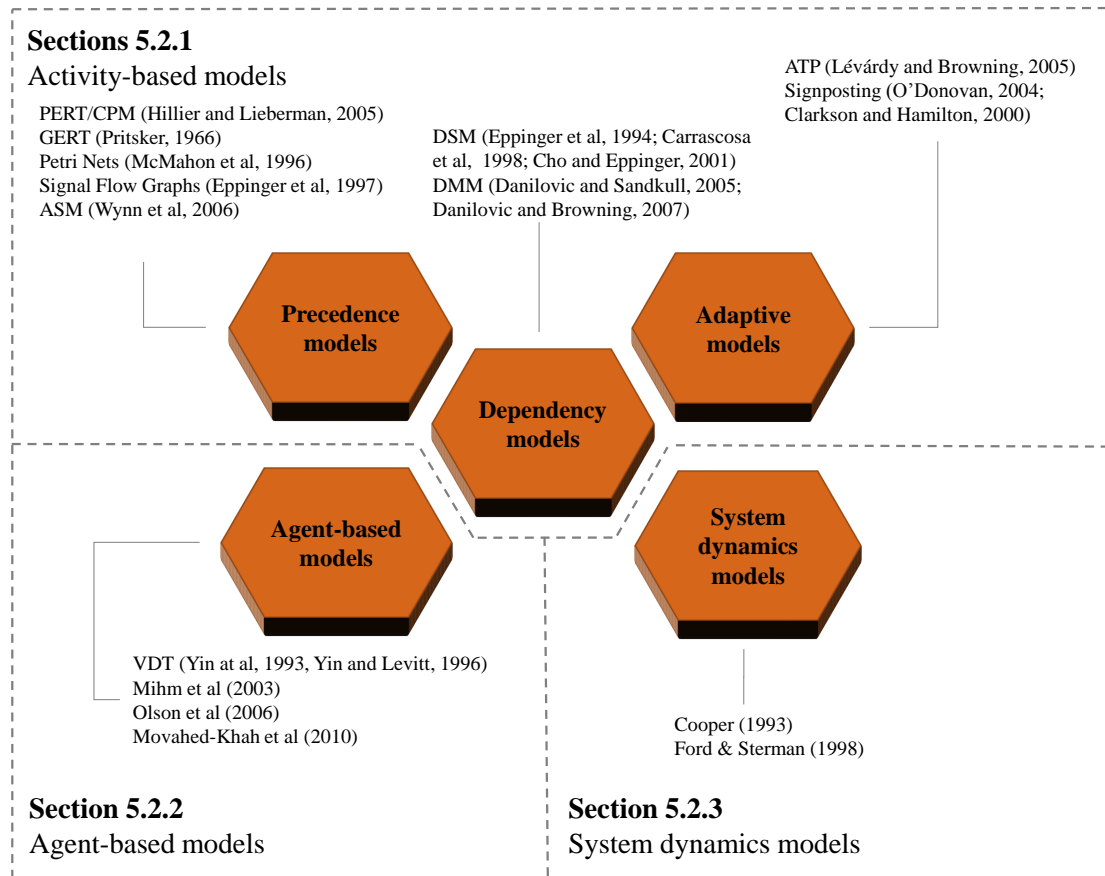 Sections 5.2.1
Activity-based models
PERT/CPM (Hillier and Lieberman, 2005)
GERT (Pritsker, 1966)
Petri Nets (McMahon et al, 1996)
Signal Flow Graphs (Eppinger et al, 1997)
ASM (Wynn et al, 2006)
DSM (Eppinger et al, 1994; Carrascosa
et al, 1998; Cho and Eppinger, 2001)
DMM (Danilovic and Sandkull, 2005;
Danilovic and Browning, 2007)
ATP (Lévárdy and Browning, 2005)
Signposting (O’Donovan, 2004;
Clarkson and Hamilton, 2000)
Precedence
models
Dependency
models
Adaptive
models
Agent-based
models
System
dynamics
models
VDT (Yin at al, 1993, Yin and Levitt, 1996)
Mihm et al (2003)
Olson et al (2006)
Movahed-Khah et al (2010)
Cooper (1993)
Ford & Sterman (1998)
Section 5.2.2
Agent-based models
Section 5.2.3
System dynamics models